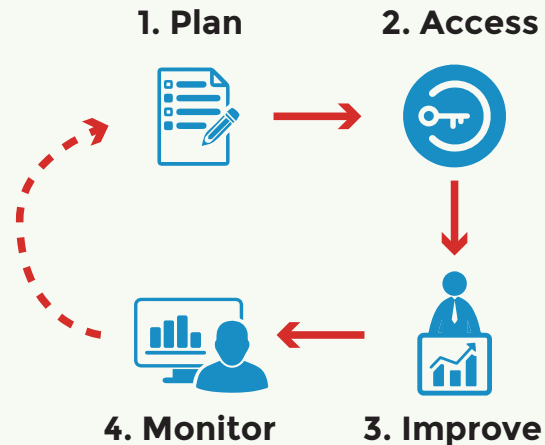 1. Plan
2. Access
4. Monitor
3. Improve